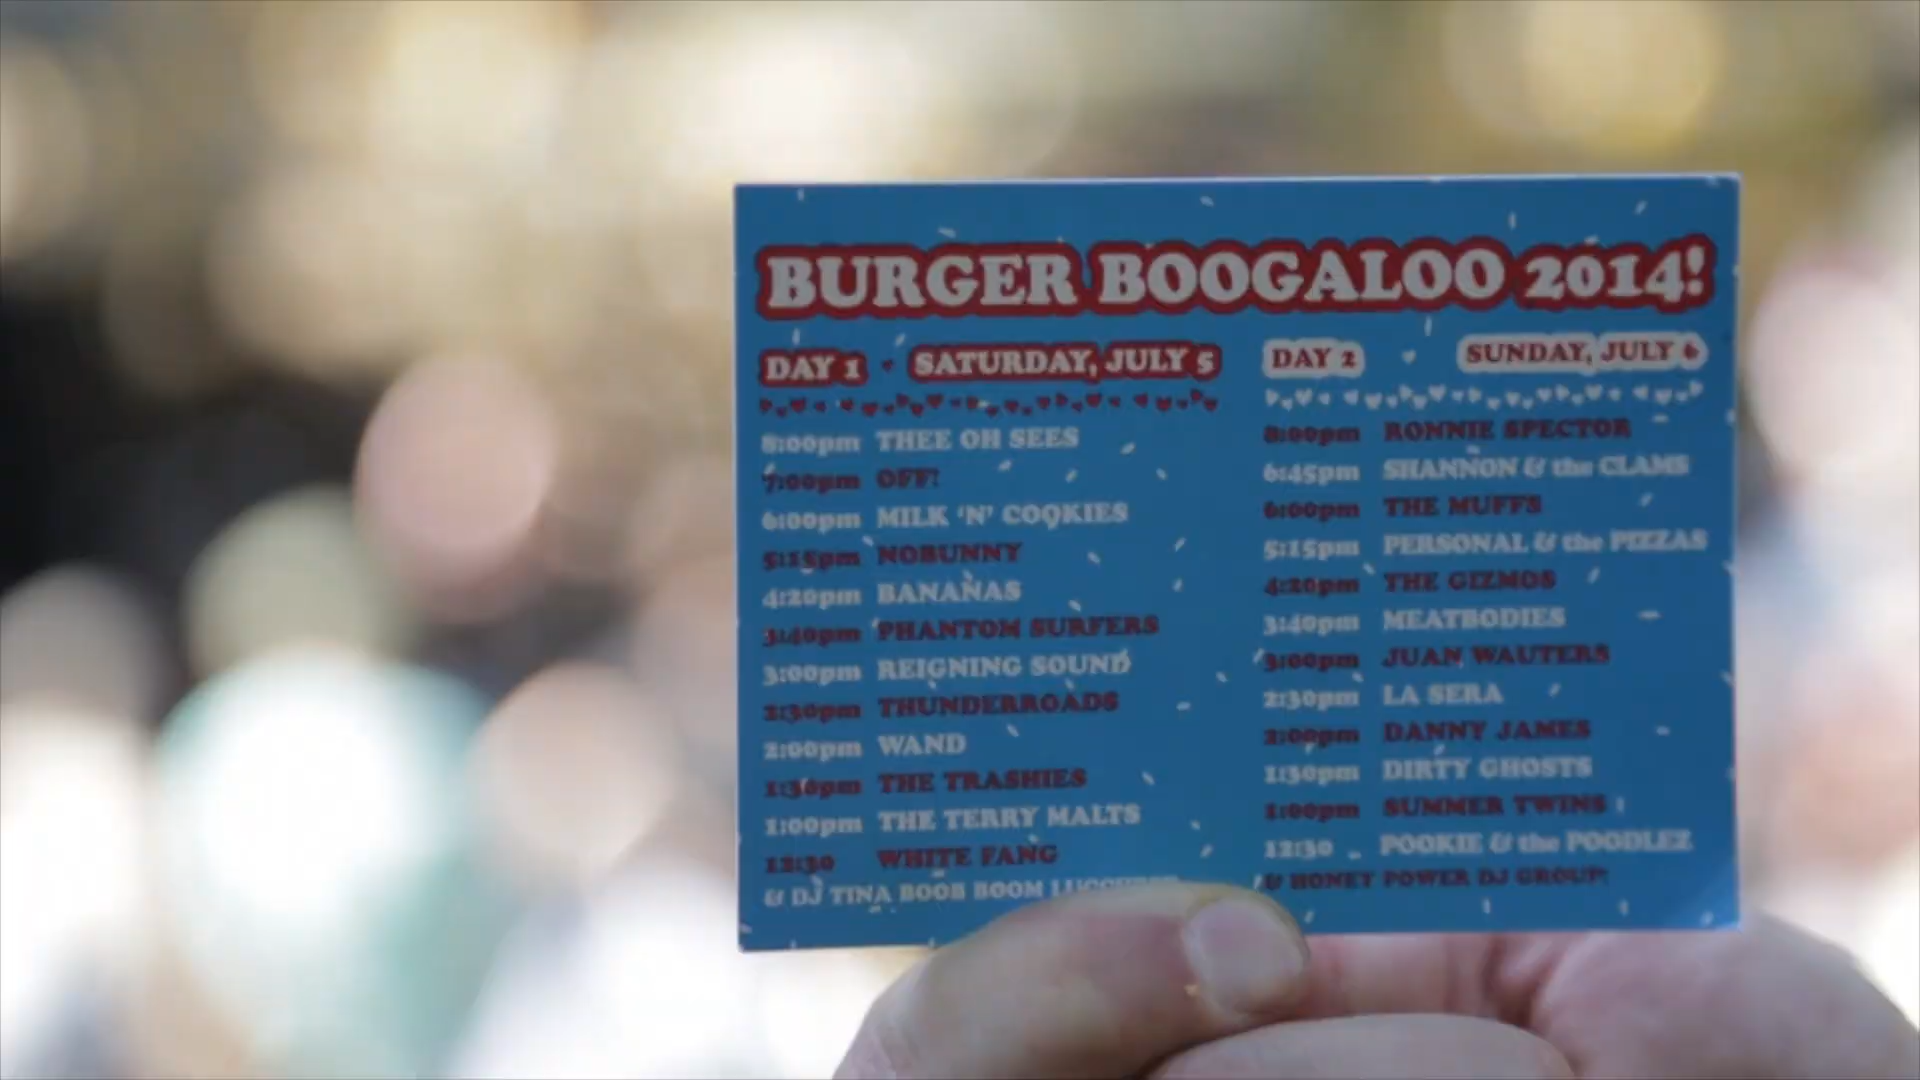 BURGER BOOGALOO 2014!
DAY 1 SATURDAY, JULY 5
8:00pm THEE OH SEES
7:00pm OFF!
6:00pm MILK 'N' COOKIES
5:15pm NOBUNNY
4:20pm BANANAS
3:40pm PHANTOM SURFERS
3:00pm REIGNING SOUND
2:30pm THUNDERROADS
2:00pm WAND
1:30pm THE TRASHIES
1:00pm THE TERRY MALTS
12:30 WHITE FANG
& DJ TINA BOOB BOOM
DAY 2 SUNDAY, JULY 6
8:00pm RONNIE SPECTOR
6:45pm SHANNON & the CLAMS
6:00pm THE MUFFS
5:15pm PERSONAL & the PIZZAS
4:20pm THE GIZMOS
3:40pm MEATBODIES
3:00pm JUAN WAUTERS
2:30pm LA SERA
2:00pm DANNY JAMES
1:30pm DIRTY GHOSTS
1:00pm SUMMER TWINS
12:30 POOKIE & the POODLEZ
& HONEY POWER DJ GROUP!